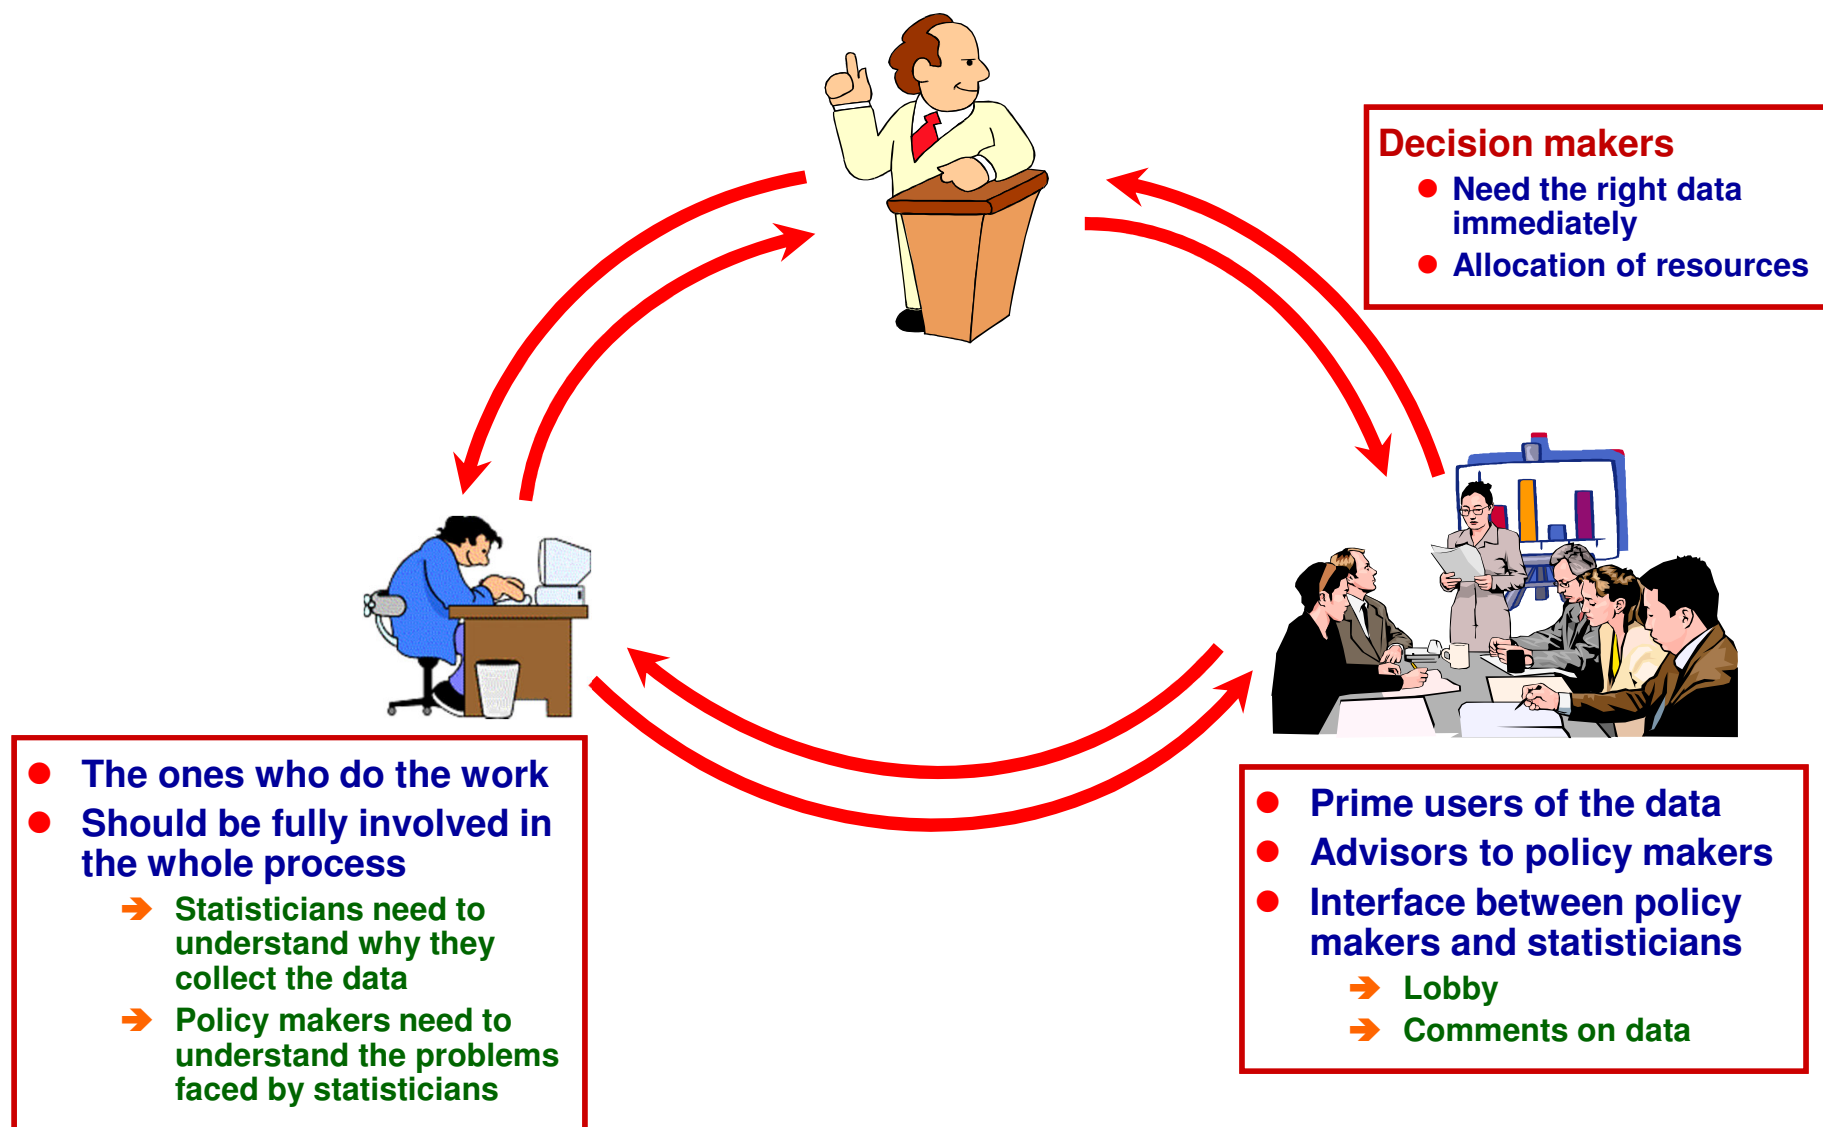 Decision makers
Need the right data
immediately
Allocation of resources
The ones who do the work
Should be fully involved in
the whole process
Statisticians need to
understand why they
collect the data
Policy makers need to
understand the problems
faced by statisticians
Prime users of the data
Advisors to policy makers
Interface between policy
makers and statisticians
Lobby
Comments on data